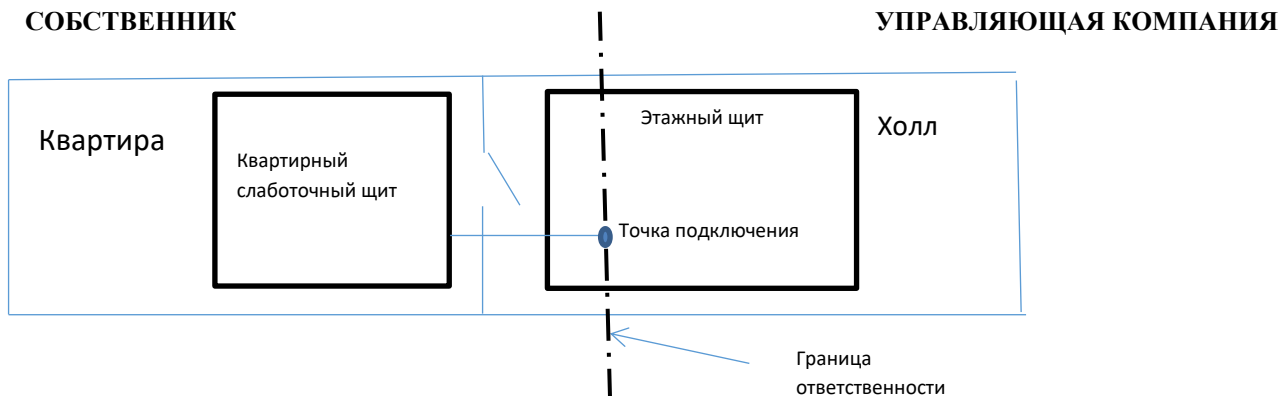 СОБСТВЕННИК
УПРАВЛЯЮЩАЯ КОМПАНИЯ
Квартира
Квартирный
слаботочный щит
Этажный щит
Холл
Точка подключения
Граница
ответственности